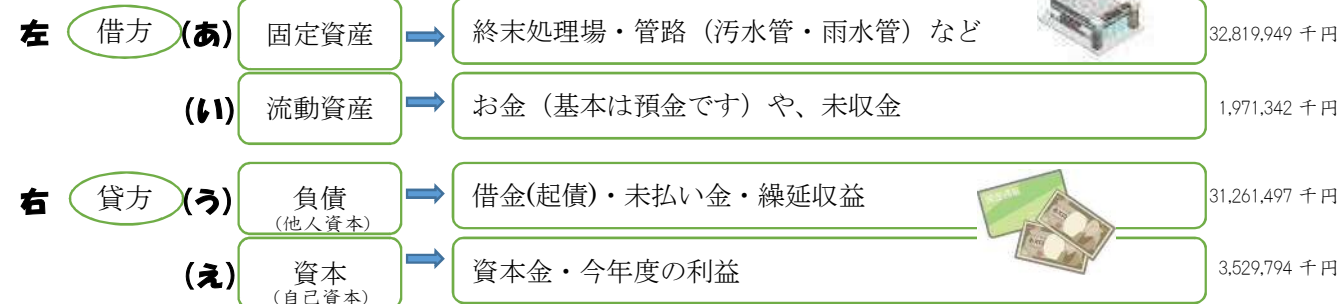 左 借方 (あ) 固定資産 終末処理場・管路（汚水管・雨水管）など 32,819,949 千円
(い) 流動資産 お金（基本は預金です）や、未収金 1,971,342 千円
右 貸方 (う) 負債 借金(起債)・未払い金・繰延収益 31,261,497 千円
（他人資本）
(え) 資本 資本金・今年度の利益 3,529,794 千円
（自己資本）